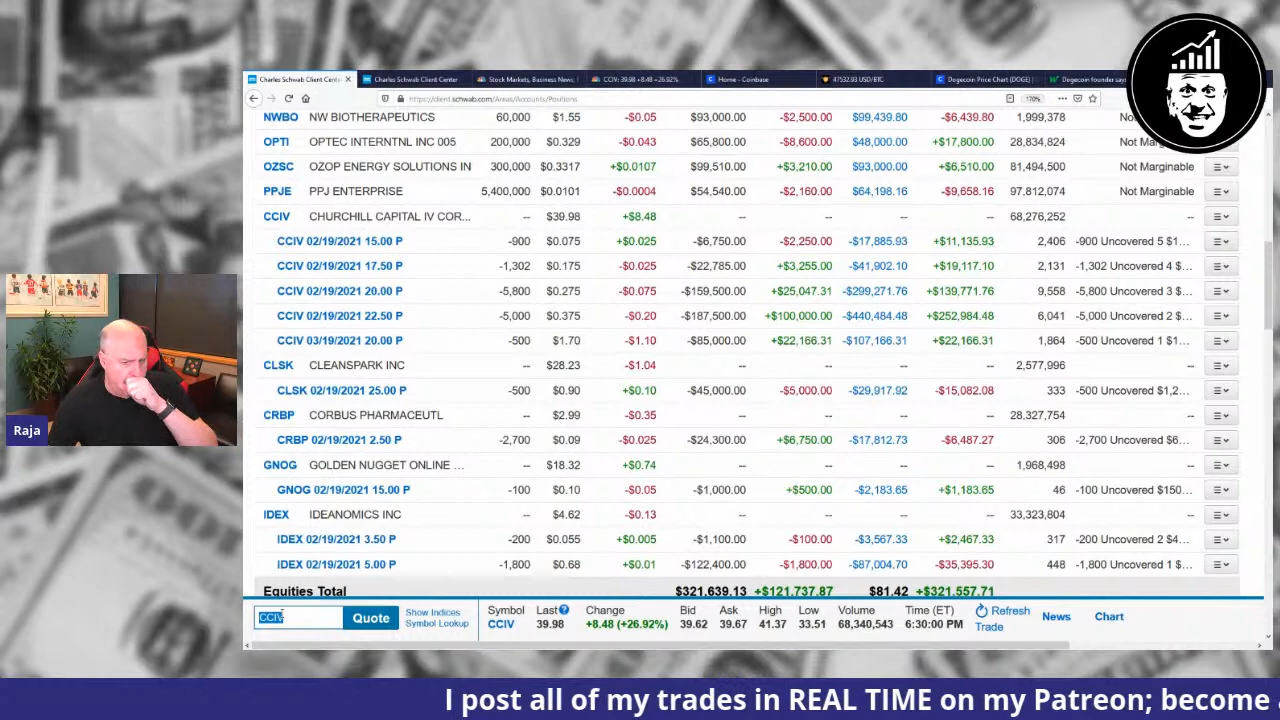 Charles Schwab Client Cente
Charles Schwab Client Center
Stock Markets, Business News,
CCIV: 39.98 +8.48 +26.92%
Home - Coinbase
47532.93 USD/BTC
Dogecoin Price Chart (DOGE)
Dogecoin founder says
https://client.schwab.com/Areas/Accounts/Positions
170%
NWBO NW BIOTHERAPEUTICS 60,000 $1.55 -$0.05 $93,000.00 -$2,500.00 $99,439.80 -$6,439.80 1,999,378
OPTI OPTEC INTERNTNL INC 005 200,000 $0.329 -$0.043 $65,800.00 -$8,600.00 $48,000.00 +$17,800.00 28,834,824 Not
OZSC OZOP ENERGY SOLUTIONS IN 300,000 $0.3317 +$0.0107 $99,510.00 +$3,210.00 $93,000.00 +$6,510.00 81,494,500 Not Marginable
PPJE PPJ ENTERPRISE 5,400,000 $0.0101 -$0.0004 $54,540.00 -$2,160.00 $64,198.16 -$9,658.16 97,812,074 Not Marginable
CCIV CHURCHILL CAPITAL IV COR... -- $39.98 +$8.48 -- -- -- -- 68,276,252 --
CCIV 02/19/2021 15.00 P -900 $0.075 +$0.025 -$6,750.00 -$2,250.00 -$17,885.93 +$11,135.93 2,406 -900 Uncovered 5 $1...
CCIV 02/19/2021 17.50 P -1,302 $0.175 -$0.025 -$22,785.00 +$3,255.00 -$41,902.10 +$19,117.10 2,131 -1,302 Uncovered 4 $...
CCIV 02/19/2021 20.00 P -5,800 $0.275 -$0.075 -$159,500.00 +$25,047.31 -$299,271.76 +$139,771.76 9,558 -5,800 Uncovered 3 $...
CCIV 02/19/2021 22.50 P -5,000 $0.375 -$0.20 -$187,500.00 +$100,000.00 -$440,484.48 +$252,984.48 6,041 -5,000 Uncovered 2 $...
CCIV 03/19/2021 20.00 P -500 $1.70 -$1.10 -$85,000.00 +$22,166.31 -$107,166.31 +$22,166.31 1,864 -500 Uncovered 1 $1...
CLSK CLEANSPARK INC -- $28.23 -$1.04 -- -- -- -- 2,577,996 --
CLSK 02/19/2021 25.00 P -500 $0.90 +$0.10 -$45,000.00 -$5,000.00 -$29,917.92 -$15,082.08 333 -500 Uncovered $1,2...
CRBP CORBUS PHARMACEUTL -- $2.99 -$0.35 -- -- -- -- 28,327,754 --
CRBP 02/19/2021 2.50 P -2,700 $0.09 -$0.025 -$24,300.00 +$6,750.00 -$17,812.73 -$6,487.27 306 -2,700 Uncovered $6...
GNOG GOLDEN NUGGET ONLINE ... -- $18.32 +$0.74 -- -- -- -- 1,968,498 --
GNOG 02/19/2021 15.00 P -100 $0.10 -$0.05 -$1,000.00 +$500.00 -$2,183.65 +$1,183.65 46 -100 Uncovered $150...
IDEX IDEANOMICS INC -- $4.62 -$0.13 -- -- -- -- 33,323,804 --
IDEX 02/19/2021 3.50 P -200 $0.055 +$0.005 -$1,100.00 -$100.00 -$3,567.33 +$2,467.33 317 -200 Uncovered 2 $4...
IDEX 02/19/2021 5.00 P -1,800 $0.68 +$0.01 -$122,400.00 -$1,800.00 -$87,004.70 -$35,395.30 448 -1,800 Uncovered 1 $...
Equities Total $321,639.13 +$121,737.87 $81.42 +$321,557.71
CCIV Quote
Show Indices
Symbol Lookup
Symbol Last Change Bid Ask High Low Volume Time (ET) Refresh
CCIV 39.98 +8.48 (+26.92%) 39.62 39.67 41.37 33.51 68,340,543 6:30:00 PM Trade
News Chart
Raja
I post all of my trades in REAL TIME on my Patreon; become